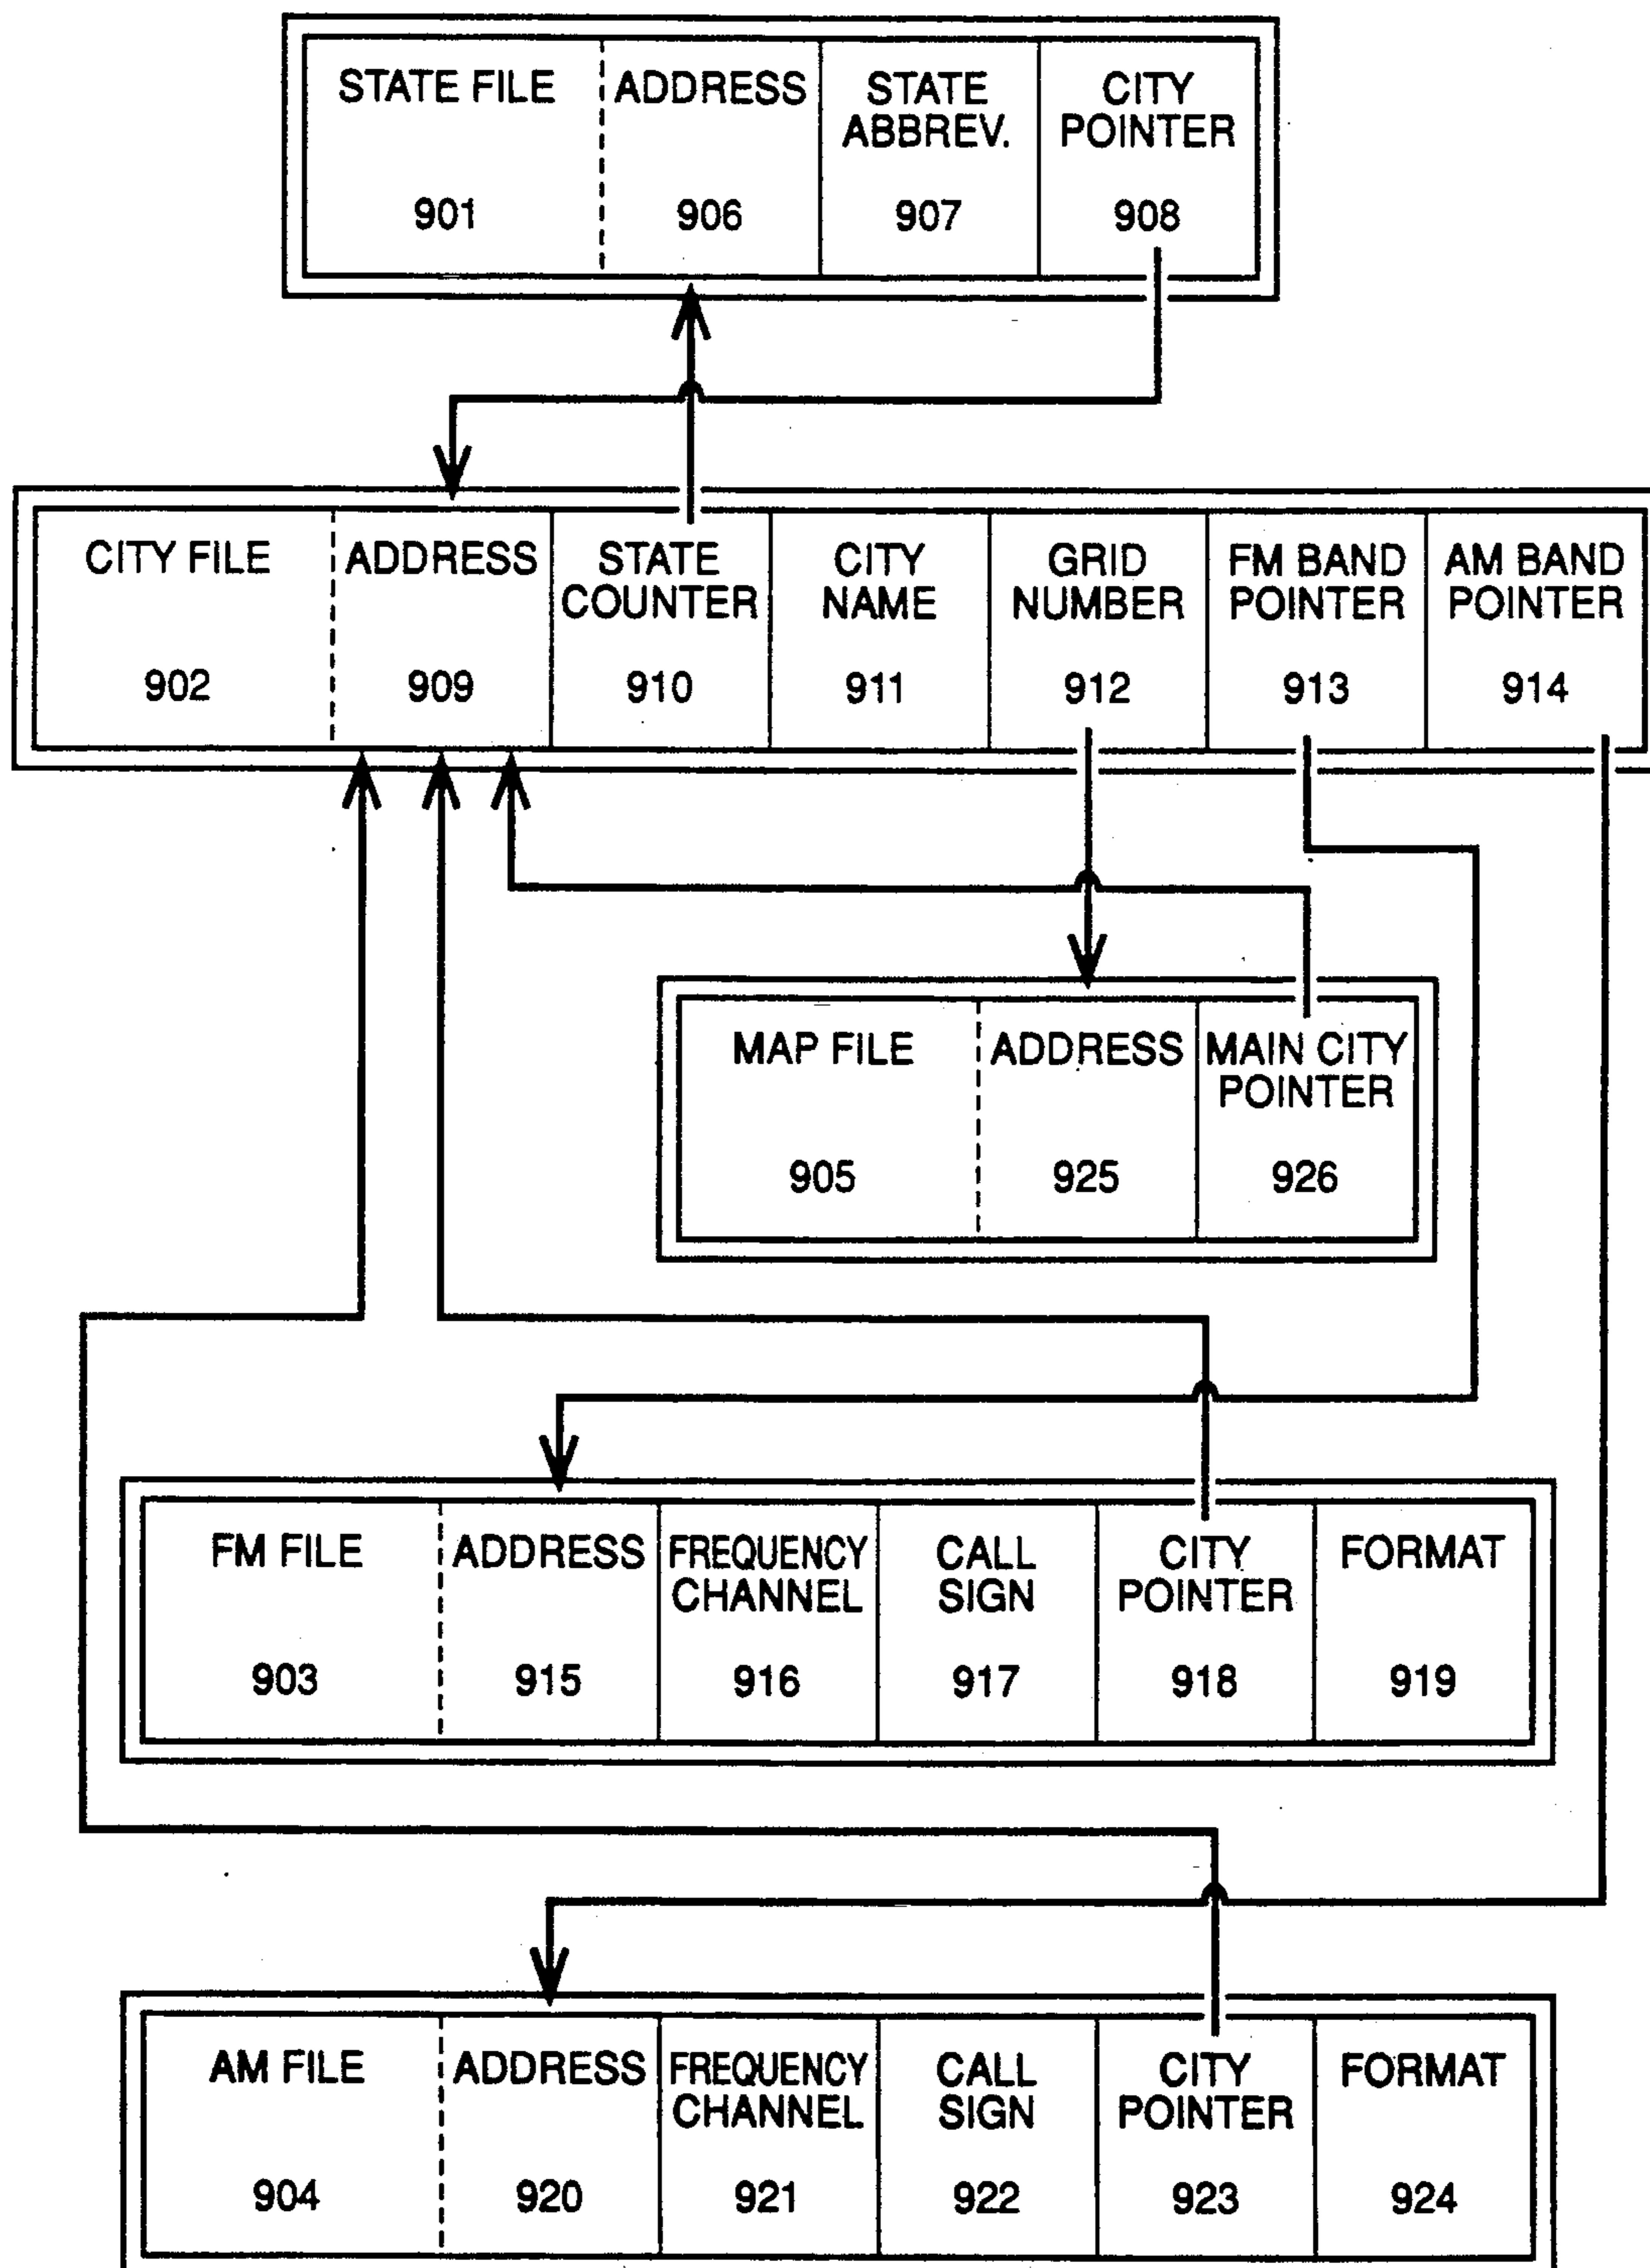 STATE FILE ADDRESS STATE CITY
ABBREV. POINTER
901 906 907 908
CITY FILE ADDRESS STATE CITY GRID FM BAND AM BAND
COUNTER NAME NUMBER POINTER POINTER
902 909 910 911 912 913 914
MAP FILE ADDRESS MAIN CITY
POINTER
905 925 926
FM FILE ADDRESS FREQUENCY CALL CITY FORMAT
CHANNEL SIGN POINTER
903 915 916 917 918 919
AM FILE ADDRESS FREQUENCY CALL CITY FORMAT
CHANNEL SIGN POINTER
904 920 921 922 923 924